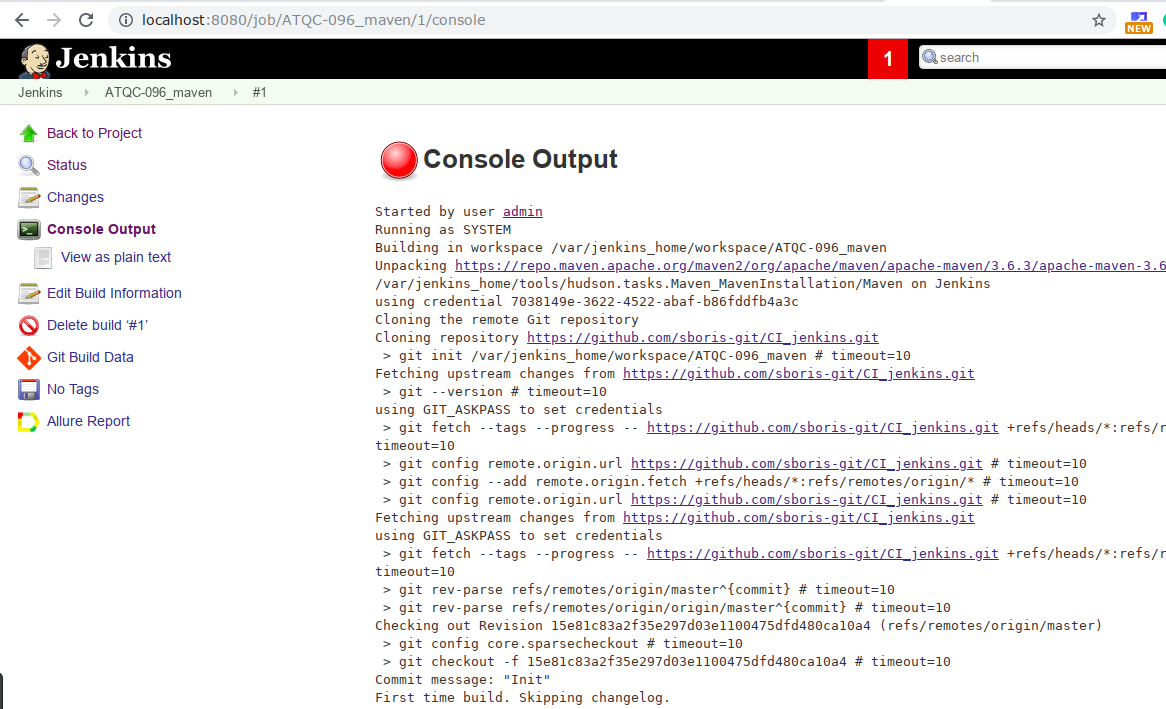 localhost:8080/job/ATQC-096_maven/1/console
NEW
Jenkins
1
search
Jenkins ATQC-096_maven #1
Back to Project
Status
Changes
Console Output
View as plain text
Edit Build Information
Delete build ‘#1’
Git Build Data
No Tags
Allure Report
Console Output
Started by user admin
Running as SYSTEM
Building in workspace /var/jenkins_home/workspace/ATQC-096_maven
Unpacking https://repo.maven.apache.org/maven2/org/apache/maven/apache-maven/3.6.3/apache-maven-3.6
/var/jenkins_home/tools/hudson.tasks.Maven_MavenInstallation/Maven on Jenkins
using credential 7038149e-3622-4522-abaf-b86fddfb4a3c
Cloning the remote Git repository
Cloning repository https://github.com/sboris-git/CI_jenkins.git
> git init /var/jenkins_home/workspace/ATQC-096_maven # timeout=10
Fetching upstream changes from https://github.com/sboris-git/CI_jenkins.git
> git --version # timeout=10
using GIT_ASKPASS to set credentials
> git fetch --tags --progress -- https://github.com/sboris-git/CI_jenkins.git +refs/heads/*:refs/r
timeout=10
> git config remote.origin.url https://github.com/sboris-git/CI_jenkins.git # timeout=10
> git config --add remote.origin.fetch +refs/heads/*:refs/remotes/origin/* # timeout=10
> git config remote.origin.url https://github.com/sboris-git/CI_jenkins.git # timeout=10
Fetching upstream changes from https://github.com/sboris-git/CI_jenkins.git
using GIT_ASKPASS to set credentials
> git fetch --tags --progress -- https://github.com/sboris-git/CI_jenkins.git +refs/heads/*:refs/r
timeout=10
> git rev-parse refs/remotes/origin/master^{commit} # timeout=10
> git rev-parse refs/remotes/origin/origin/master^{commit} # timeout=10
Checking out Revision 15e81c83a2f35e297d03e1100475dfd480ca10a4 (refs/remotes/origin/master)
> git config core.sparsecheckout # timeout=10
> git checkout -f 15e81c83a2f35e297d03e1100475dfd480ca10a4 # timeout=10
Commit message: "Init"
First time build. Skipping changelog.